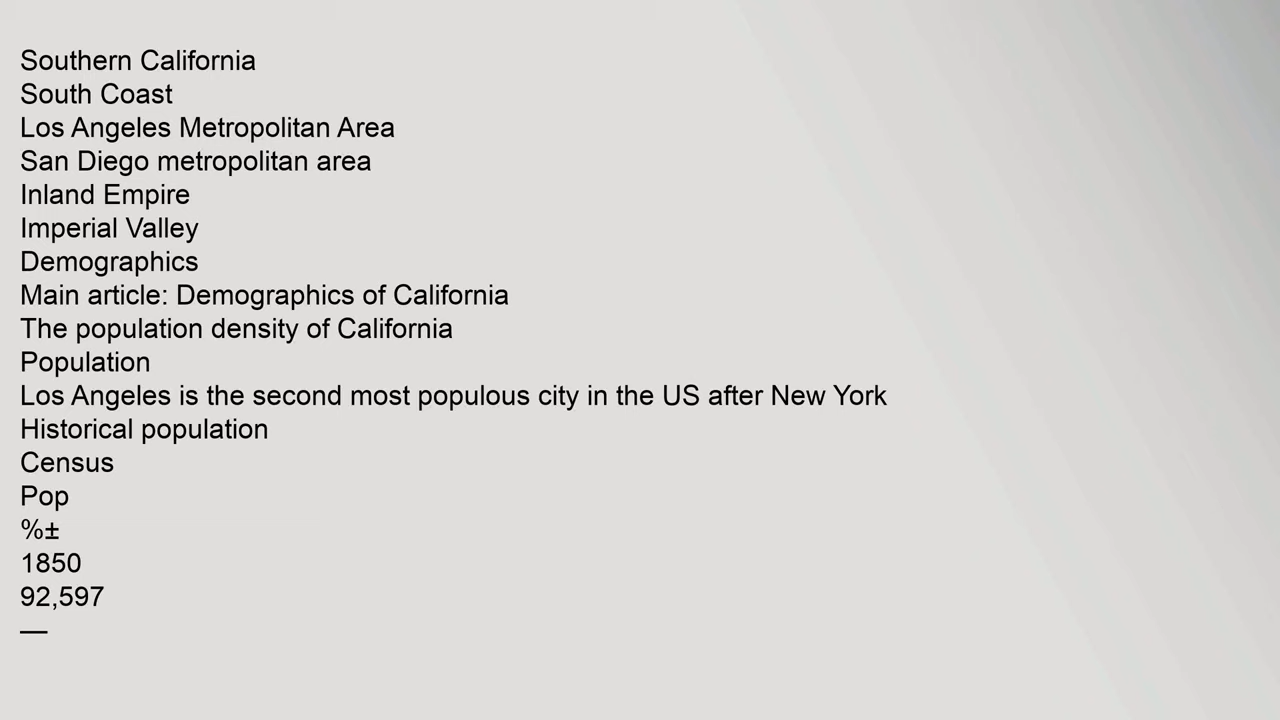 Southern California
South Coast
Los Angeles Metropolitan Area
San Diego metropolitan area
Inland Empire
Imperial Valley
Demographics
Main article: Demographics of California
The population density of California
Population
Los Angeles is the second most populous city in the US after New York
Historical population
Census
Pop
%±
1850
92,597
—